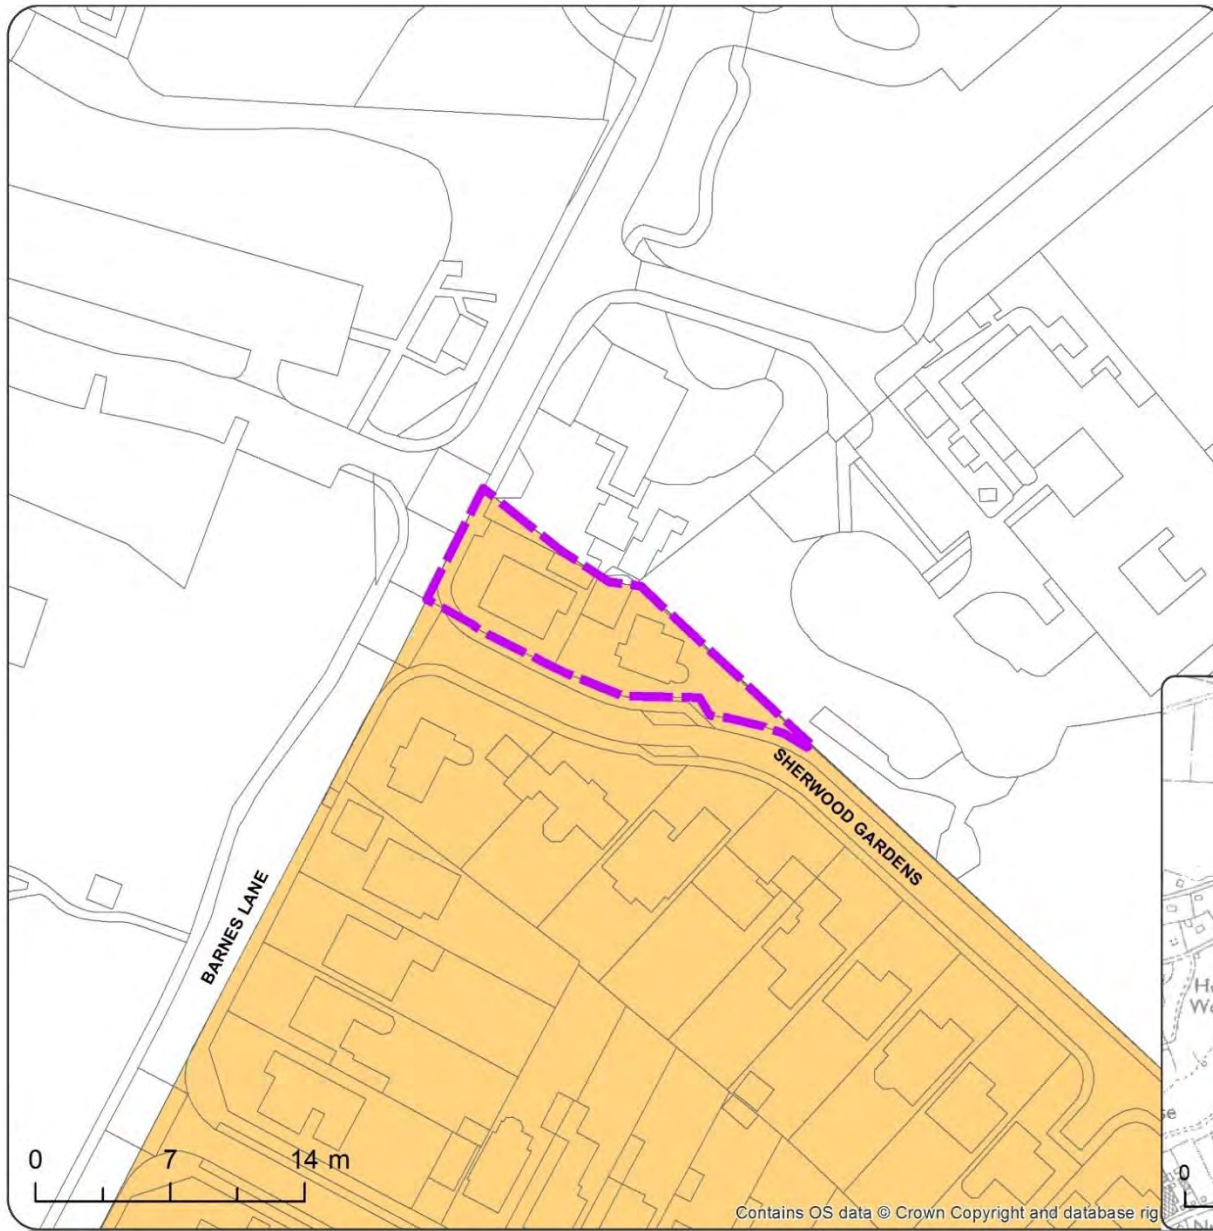 SHERWOOD GARDENS
BARNES LANE
0 7 14 m
0
Contains OS data © Crown Copyright and database rig